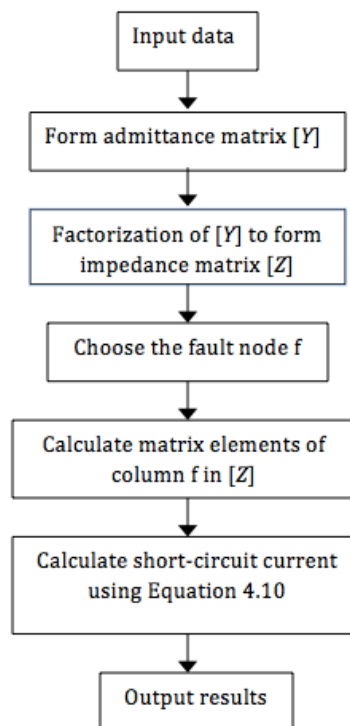 Input data
Form admittance matrix [Y]
Factorization of [Y] to form
impedance matrix [Z]
Choose the fault node f
Calculate matrix elements of
column f in [Z]
Calculate short-circuit current
using Equation 4.10
Output results